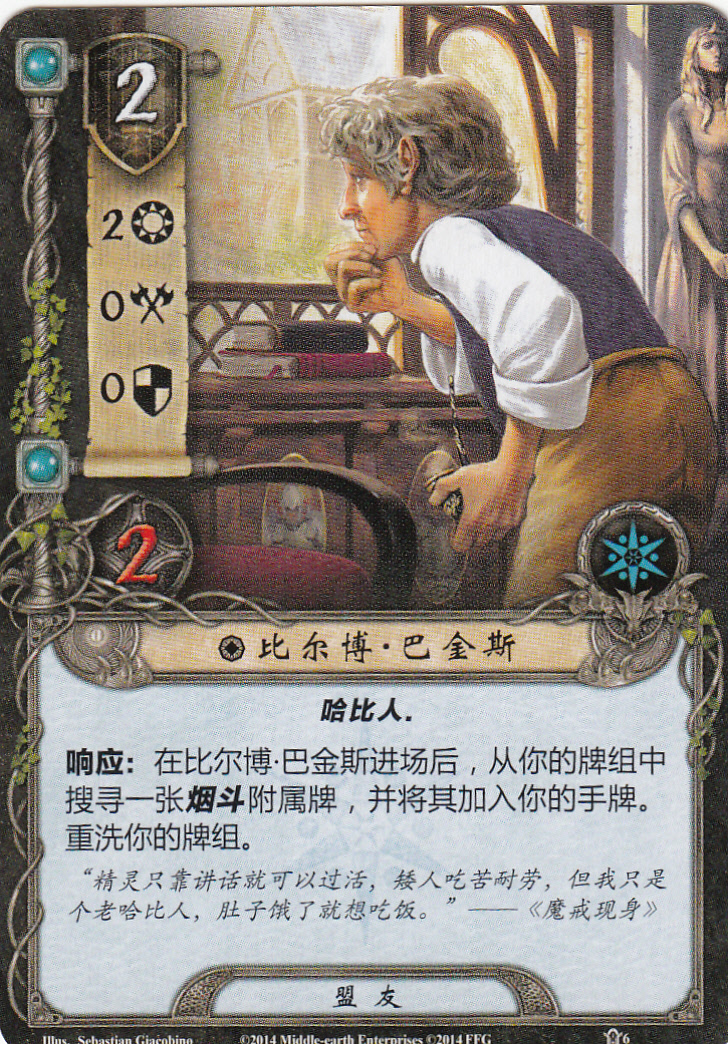 2
2
0
0
2
比尔博·巴金斯
哈比人.
响应：在比尔博·巴金斯进场后，从你的牌组中
搜寻一张烟斗附属牌，并将其加入你的手牌。
重洗你的牌组。
“精灵只靠讲话就可以过活，矮人吃苦耐劳，但我只是
个老哈比人，肚子饿了就想吃饭。”——《魔戒现身》
盟友
Illus. Sebastian Giacobino ©2014 Middle-earth Enterprises ©2014 FFG 6